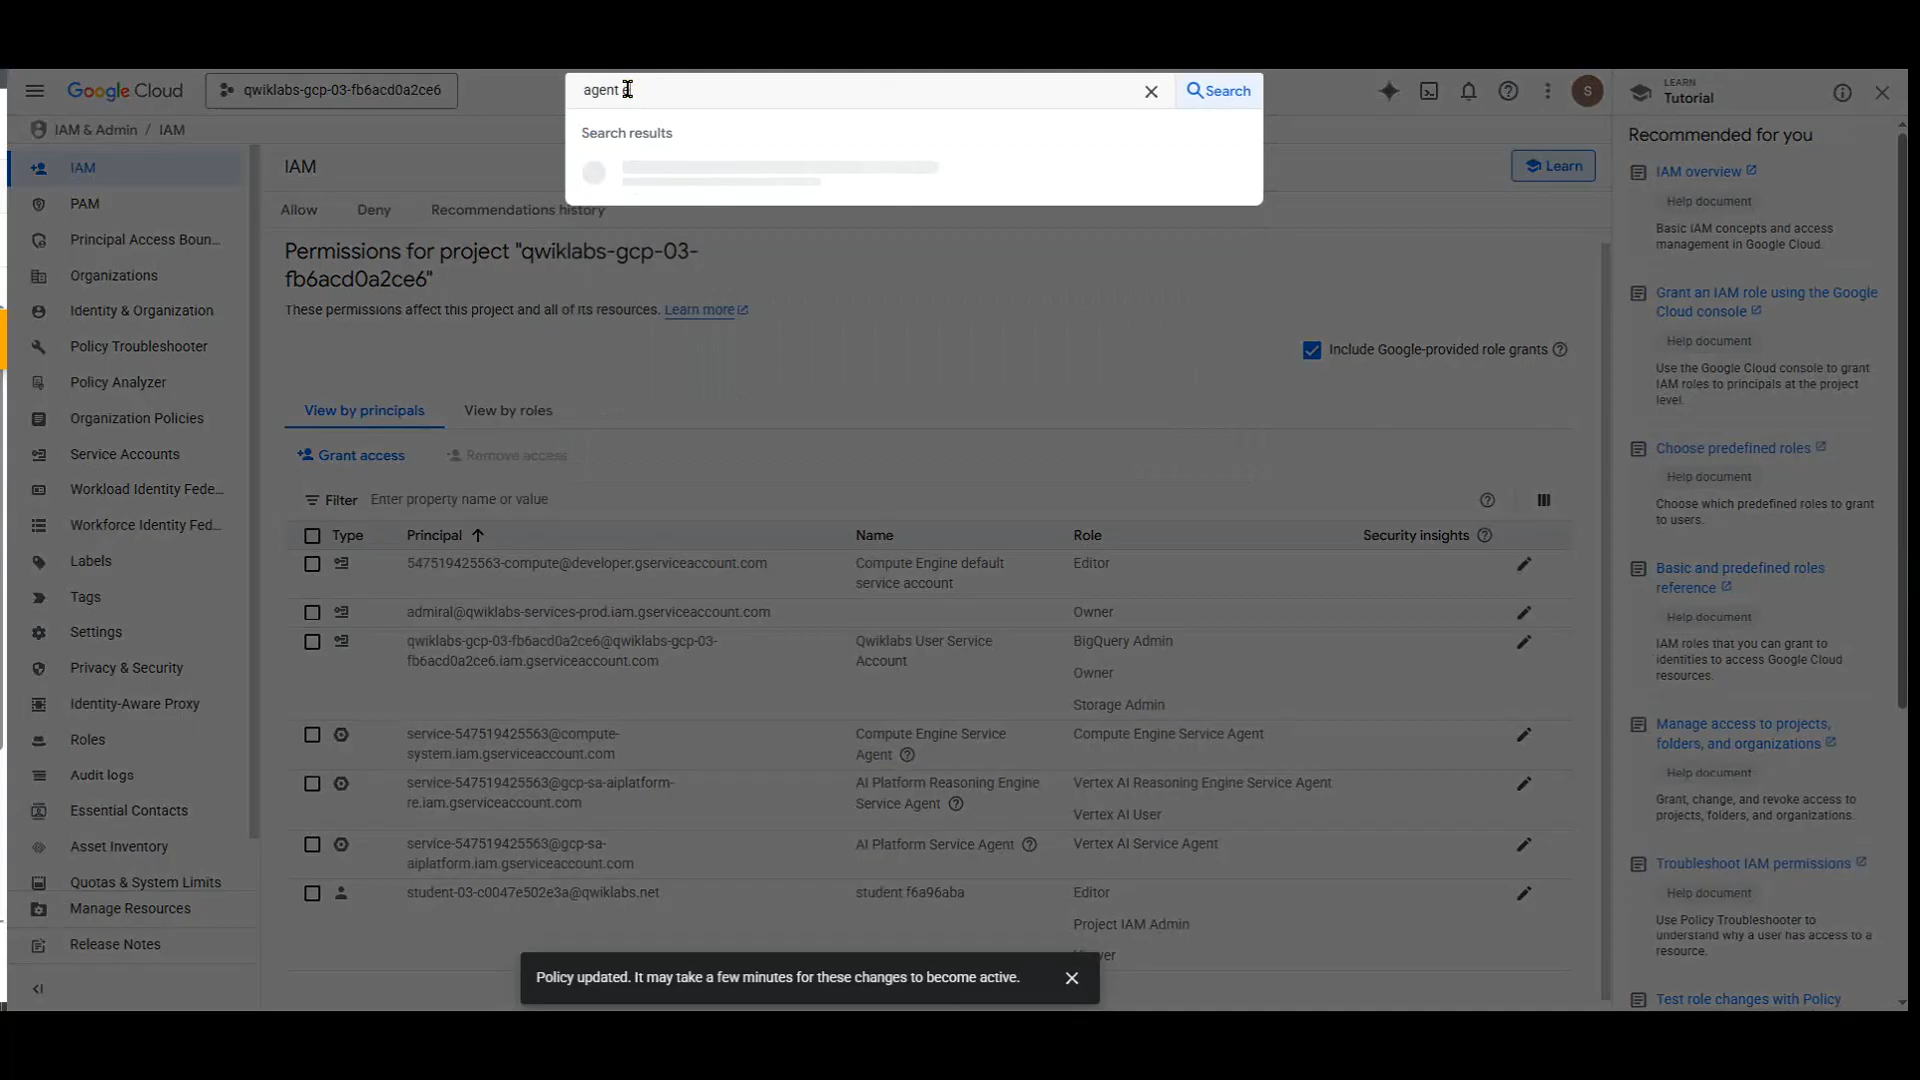 Google Cloud
qwiklabs-gcp-03-fb6acd0a2ce6
agent
Search
Search results
S
LEARN
Tutorial
IAM & Admin / IAM
IAM
PAM
Principal Access Boun...
Organizations
Identity & Organization
Policy Troubleshooter
Policy Analyzer
Organization Policies
Service Accounts
Workload Identity Fede...
Workforce Identity Fed...
Labels
Tags
Settings
Privacy & Security
Identity-Aware Proxy
Roles
Audit logs
Essential Contacts
Asset Inventory
Quotas & System Limits
Manage Resources
Release Notes
IAM
Learn
Allow
Deny
Recommendations history
Permissions for project "qwiklabs-gcp-03-
fb6acd0a2ce6"
These permissions affect this project and all of its resources. Learn more
Include Google-provided role grants
View by principals
View by roles
Grant access
Remove access
Filter Enter property name or value
Type Principal Name Role Security insights
547519425563-compute@developer.gserviceaccount.com Compute Engine default Editor
service account
admiral@qwiklabs-services-prod.iam.gserviceaccount.com Owner
qwiklabs-gcp-03-fb6acd0a2ce6@qwiklabs-gcp-03- Qwiklabs User Service BigQuery Admin
fb6acd0a2ce6.iam.gserviceaccount.com Account
Owner
Storage Admin
service-547519425563@compute- Compute Engine Service Compute Engine Service Agent
system.iam.gserviceaccount.com Agent
service-547519425563@gcp-sa-aiplatform- AI Platform Reasoning Engine Vertex AI Reasoning Engine Service Agent
re.iam.gserviceaccount.com Service Agent
Vertex AI User
service-547519425563@gcp-sa- AI Platform Service Agent Vertex AI Service Agent
aiplatform.iam.gserviceaccount.com
student-03-c0047e502e3a@qwiklabs.net student f6a96aba Editor
Project IAM Admin
Policy updated. It may take a few minutes for these changes to become active.
Recommended for you
IAM overview
Help document
Basic IAM concepts and access
management in Google Cloud.
Grant an IAM role using the Google
Cloud console
Help document
Use the Google Cloud console to grant
IAM roles to principals at the project
level.
Choose predefined roles
Help document
Choose which predefined roles to grant
to users.
Basic and predefined roles
reference
Help document
IAM roles that you can grant to
identities to access Google Cloud
resources.
Manage access to projects,
folders, and organizations
Help document
Grant, change, and revoke access to
projects, folders, and organizations.
Troubleshoot IAM permissions
Help document
Use Policy Troubleshooter to
understand why a user has access to a
resource.
Test role changes with Policy